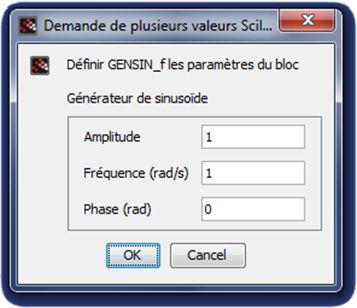 Demande de plusieurs valeurs Scil...
Définir GENSIN_f les paramètres du bloc
Générateur de sinusoïde
Amplitude 1
Fréquence (rad/s) 1
Phase (rad) 0
OK Cancel